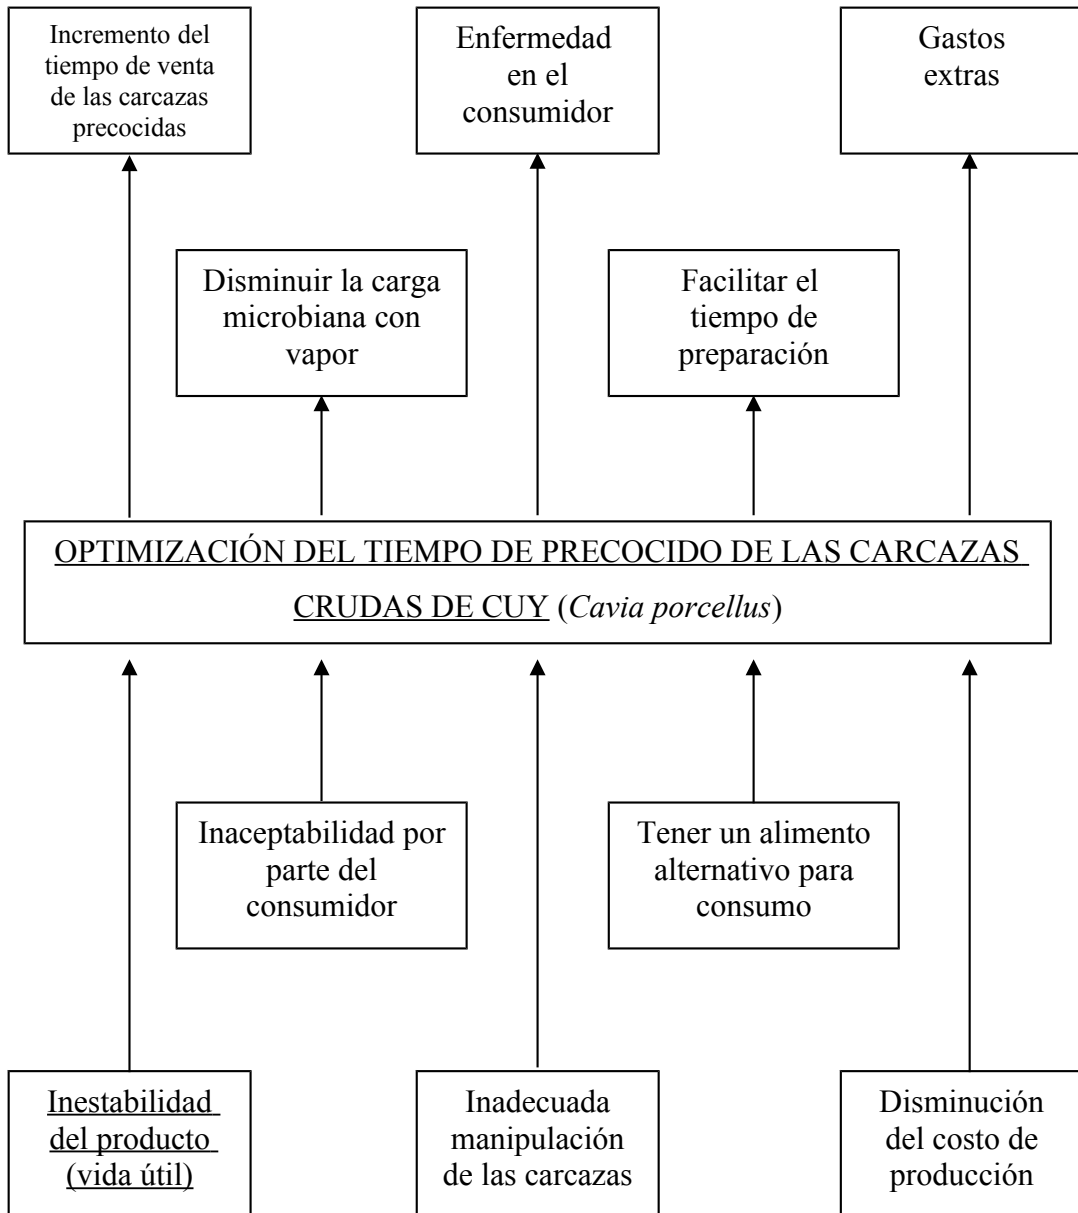 Incremento del
tiempo de venta
de las carcazas
precocidas
Enfermedad
en el
consumidor
Gastos
extras
Disminuir la carga
microbiana con
vapor
Facilitar el
tiempo de
preparación
OPTIMIZACIÓN DEL TIEMPO DE PRECOCIDO DE LAS CARCAZAS
CRUDAS DE CUY (Cavia porcellus)
Inaceptabilidad por
parte del
consumidor
Tener un alimento
alternativo para
consumo
Inestabilidad
del producto
(vida útil)
Inadecuada
manipulación
de las carcazas
Disminución
del costo de
producción